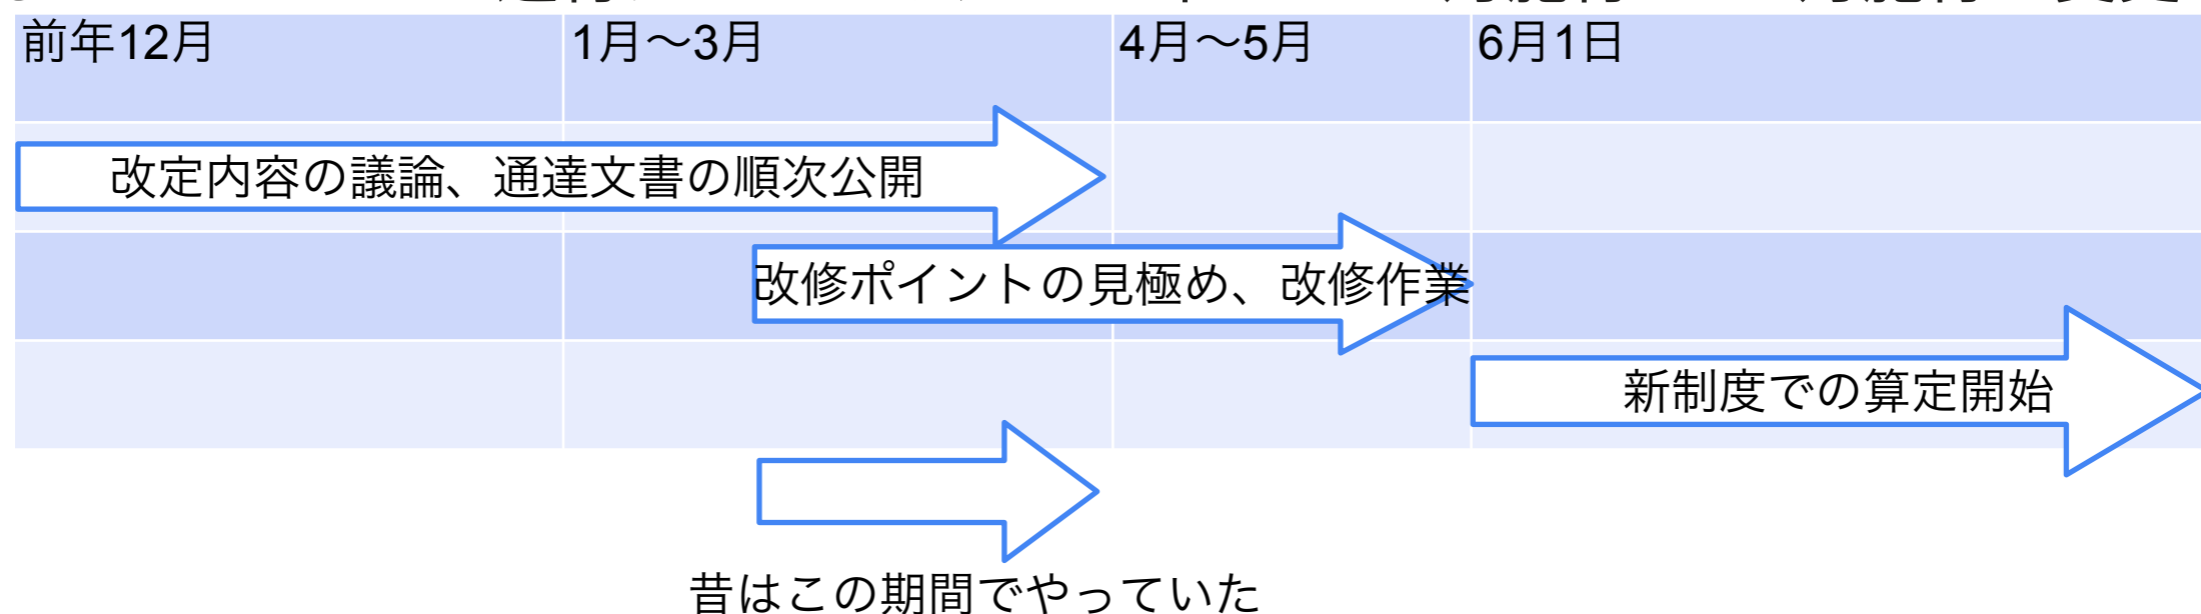 前年12月
1月～3月
4月～5月
6月1日
改定内容の議論、通達文書の順次公開
改修ポイントの見極め、改修作業
新制度での算定開始
昔はこの期間でやっていた